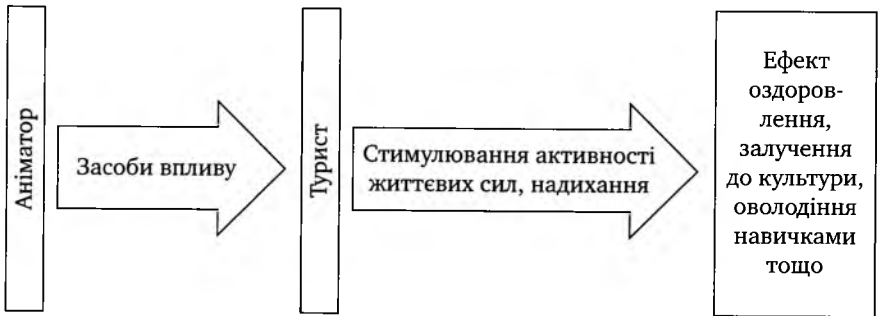 Аніматор
Засоби впливу
Турист
Стимулювання активності
життєвих сил, надихання
Ефект
оздоров-
лення,
залучення
до культури,
оволодіння
навичками
тощо